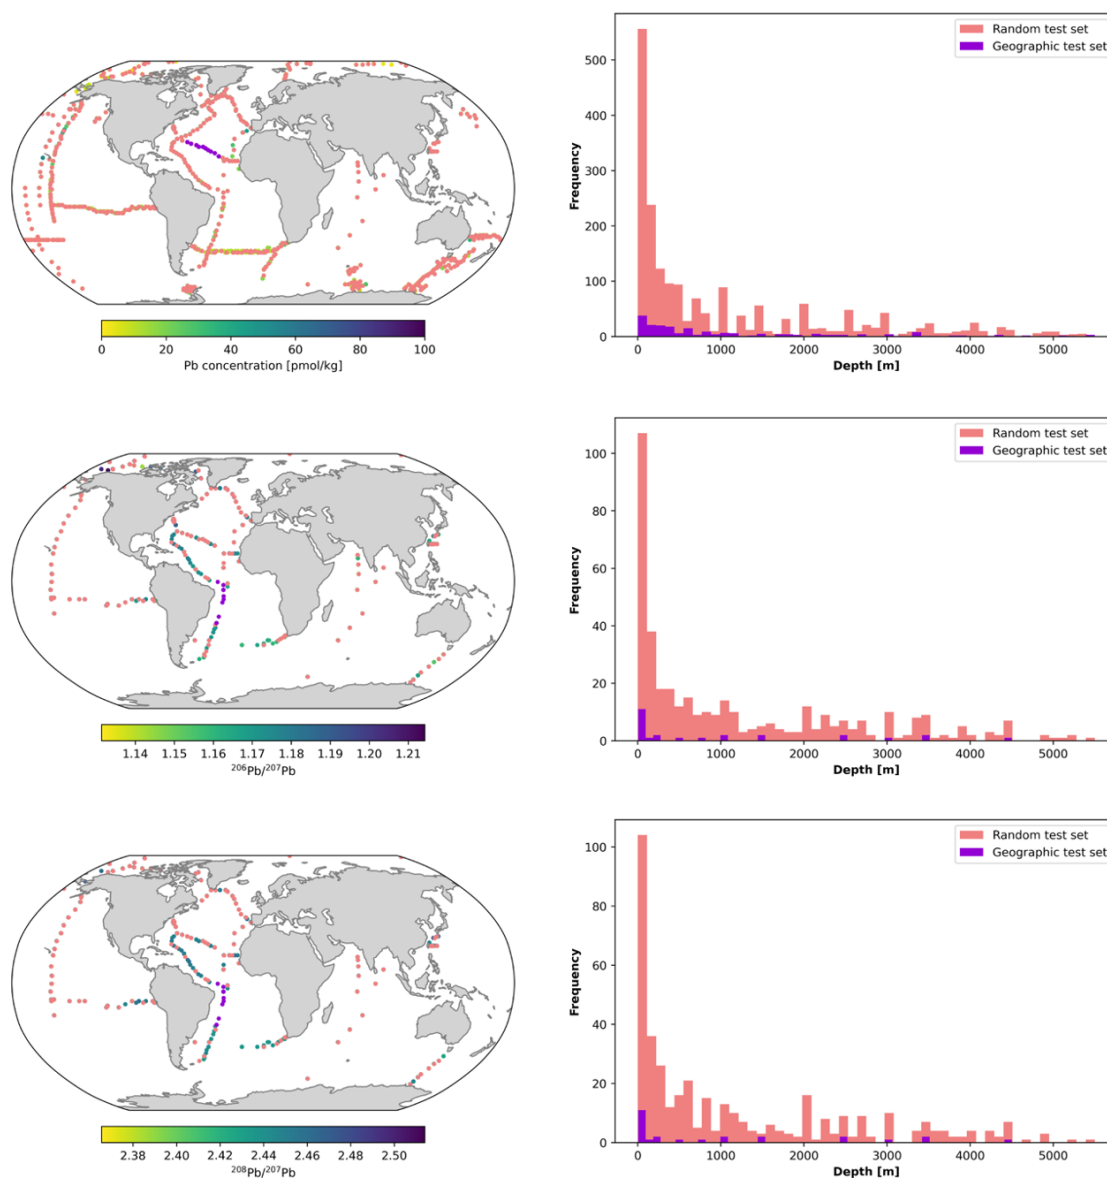 Random test set
Geographic test set
500
400
300
200
100
0
Frequency
0 1000 2000 3000 4000 5000
Depth [m]
0 20 40 60 80 100
Pb concentration [pmol/kg]
Random test set
Geographic test set
100
80
60
40
20
0
Frequency
0 1000 2000 3000 4000 5000
Depth [m]
1.14 1.15 1.16 1.17 1.18 1.19 1.20 1.21
²⁰⁶Pb/²⁰⁷Pb
Random test set
Geographic test set
100
80
60
40
20
0
Frequency
0 1000 2000 3000 4000 5000
Depth [m]
2.38 2.40 2.42 2.44 2.46 2.48 2.50
²⁰⁸Pb/²⁰⁷Pb